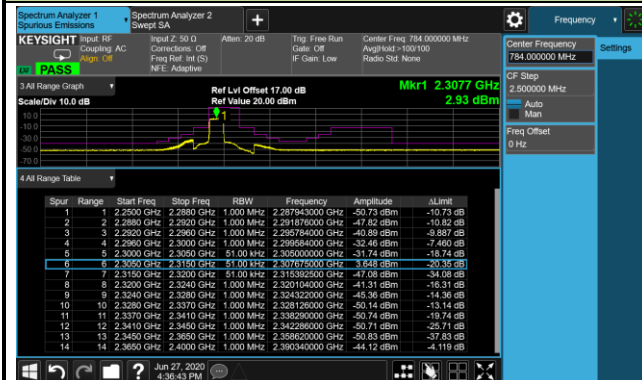 Spectrum Analyzer 1
Spurious Emissions
Spectrum Analyzer 2
Swept SA
Frequency
KEYSIGHT
Input: RF
Coupling: AC
Align: Off
Input Z: 50 Ω
Corrections: Off
Freq Ref: Int (S)
NFE: Adaptive
Atten: 20 dB
Trig: Free Run
Gate: Off
IF Gain: Low
Center Freq: 784.000000 MHz
Avg|Hold:>100/100
Radio Std: None
PASS
Center Frequency
784.000000 MHz
Settings
CF Step
2.500000 MHz
Auto
Man
Freq Offset
0 Hz
3 All Range Graph
Ref Lvl Offset 17.00 dB
Mkr1 2.3077 GHz
Scale/Div 10.0 dB
Ref Value 20.00 dBm
2.93 dBm
10.0
-10.0
-30.0
-50.0
-70.0
1
4 All Range Table
Spur Range Start Freq Stop Freq RBW Frequency Amplitude ΔLimit
1 1 2.2500 GHz 2.2880 GHz 1.000 MHz 2.287943000 GHz -50.73 dBm -10.73 dB
2 2 2.2880 GHz 2.2920 GHz 1.000 MHz 2.291876000 GHz -47.82 dBm -10.82 dB
3 3 2.2920 GHz 2.2960 GHz 1.000 MHz 2.295784000 GHz -40.89 dBm -9.887 dB
4 4 2.2960 GHz 2.3000 GHz 1.000 MHz 2.299584000 GHz -32.46 dBm -7.460 dB
5 5 2.3000 GHz 2.3050 GHz 51.00 kHz 2.305000000 GHz -31.74 dBm -18.74 dB
6 6 2.3050 GHz 2.3150 GHz 51.00 kHz 2.307675000 GHz 3.648 dBm -20.35 dB
7 7 2.3150 GHz 2.3200 GHz 51.00 kHz 2.315392500 GHz -47.08 dBm -34.08 dB
8 8 2.3200 GHz 2.3240 GHz 1.000 MHz 2.320104000 GHz -41.31 dBm -16.31 dB
9 9 2.3240 GHz 2.3280 GHz 1.000 MHz 2.324322000 GHz -45.36 dBm -14.36 dB
10 10 2.3280 GHz 2.3370 GHz 1.000 MHz 2.328126000 GHz -50.14 dBm -13.14 dB
11 11 2.3370 GHz 2.3410 GHz 1.000 MHz 2.338290000 GHz -50.74 dBm -19.74 dB
12 12 2.3410 GHz 2.3450 GHz 1.000 MHz 2.342286000 GHz -50.71 dBm -25.71 dB
13 13 2.3450 GHz 2.3650 GHz 1.000 MHz 2.358620000 GHz -50.83 dBm -37.83 dB
14 14 2.3650 GHz 2.4000 GHz 1.000 MHz 2.390340000 GHz -44.12 dBm -4.119 dB
Jun 27, 2020
4:36:43 PM